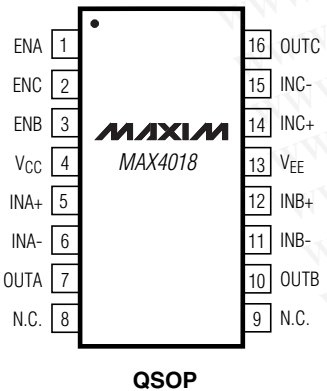 ENA 1 16 OUTC
ENC 2 15 INC-
ENB 3 MAXIM 14 INC+
VCC 4 MAX4018 13 VEE
INA+ 5 12 INB+
INA- 6 11 INB-
OUTA 7 10 OUTB
N.C. 8 9 N.C.
QSOP